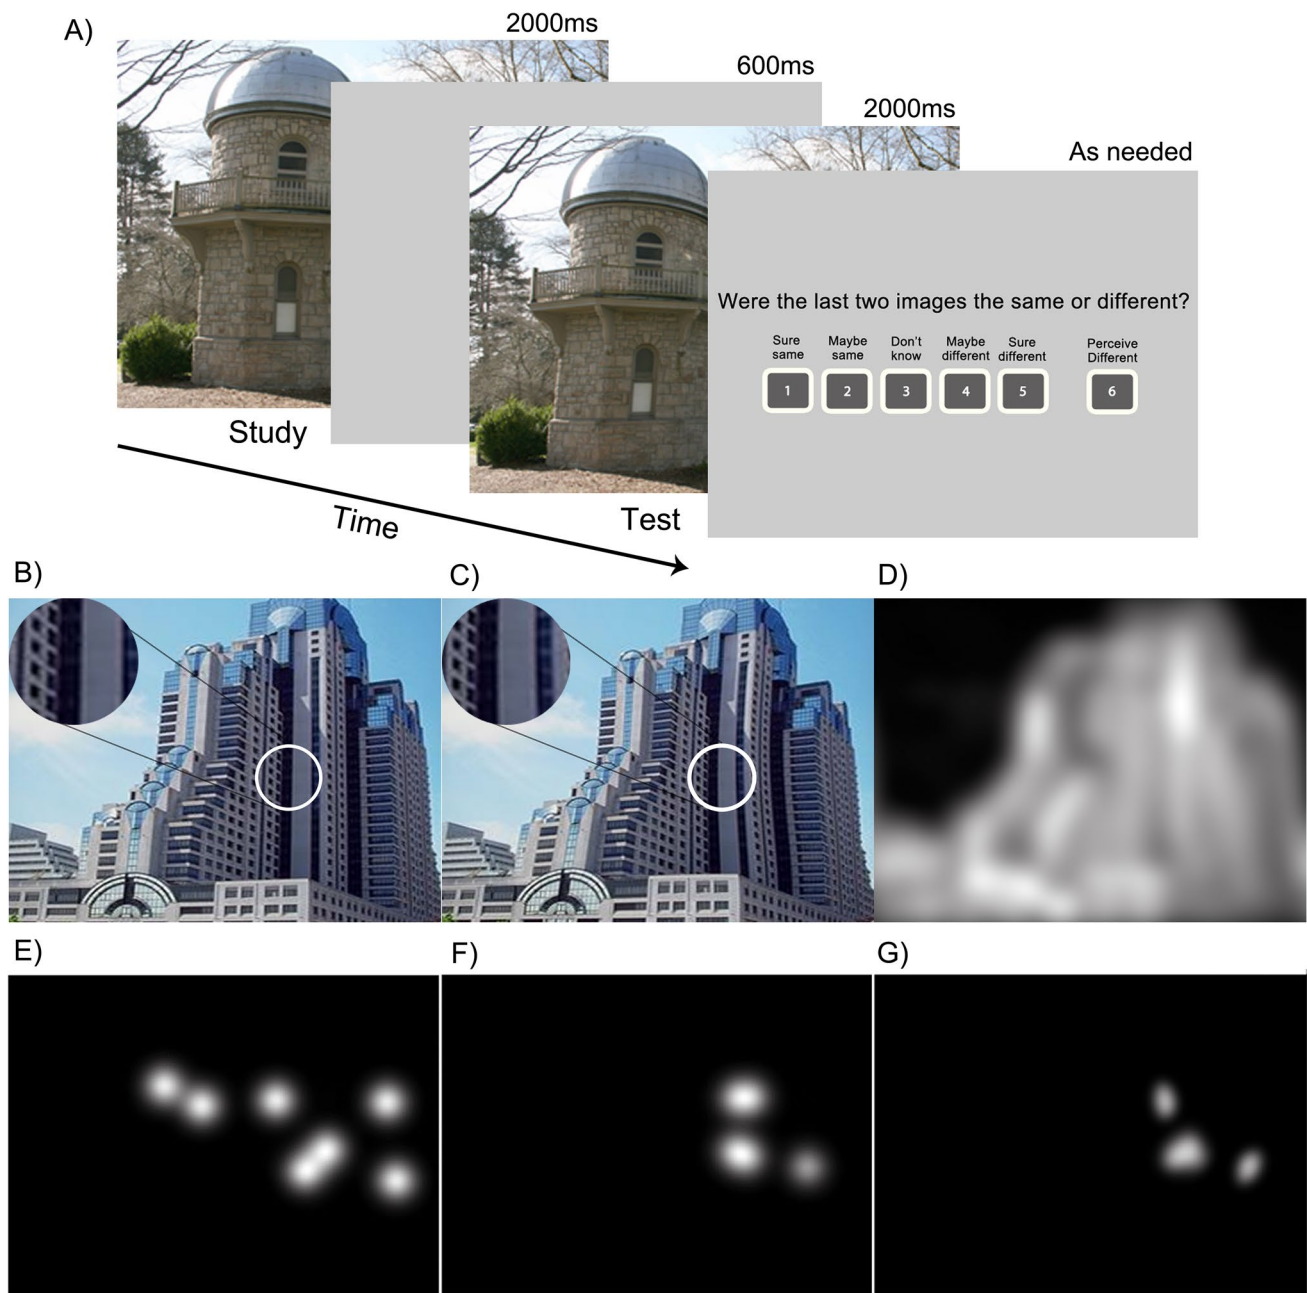 A)
2000ms
600ms
2000ms
As needed
Were the last two images the same or different?
Sure same
Maybe same
Don't know
Maybe different
Sure different
Perceive Different
1 2 3 4 5 6
Study
Time
Test
B)
C)
D)
E)
F)
G)